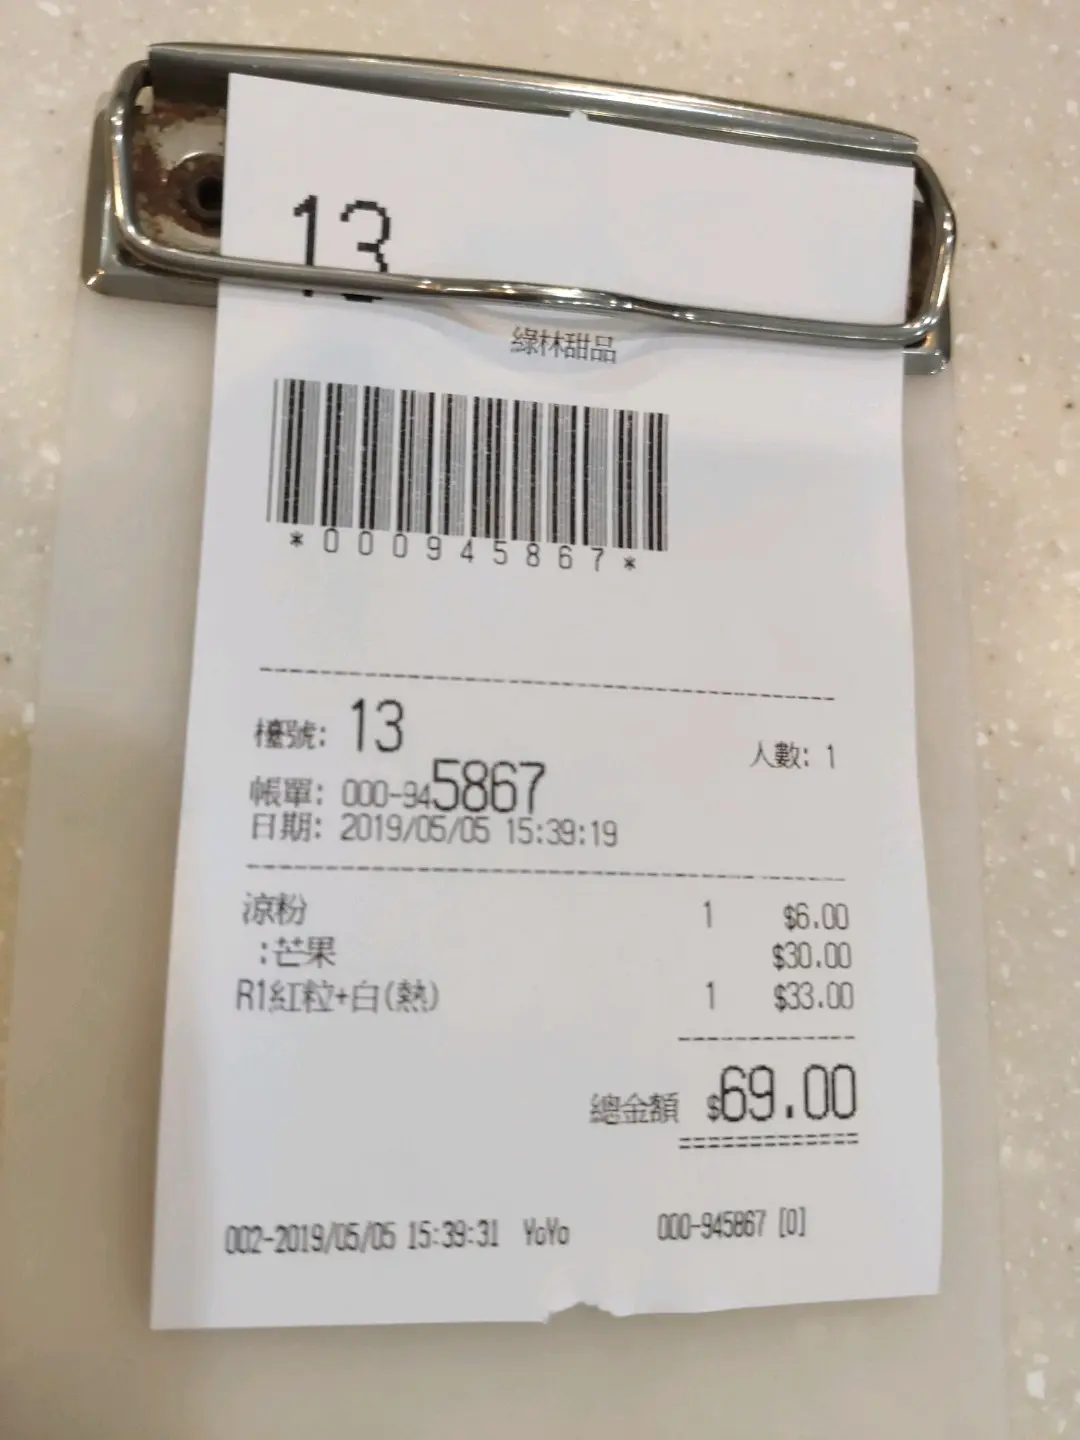 13
綠林甜品
*000945867*
檯號: 13
人數: 1
帳單: 000-945867
日期: 2019/05/05 15:39:19
涼粉 1 $6.00
:芒果 $30.00
R1紅粒+白(熱) 1 $33.00
總金額 $69.00
002-2019/05/05 15:39:31 YoYo 000-945867 [0]